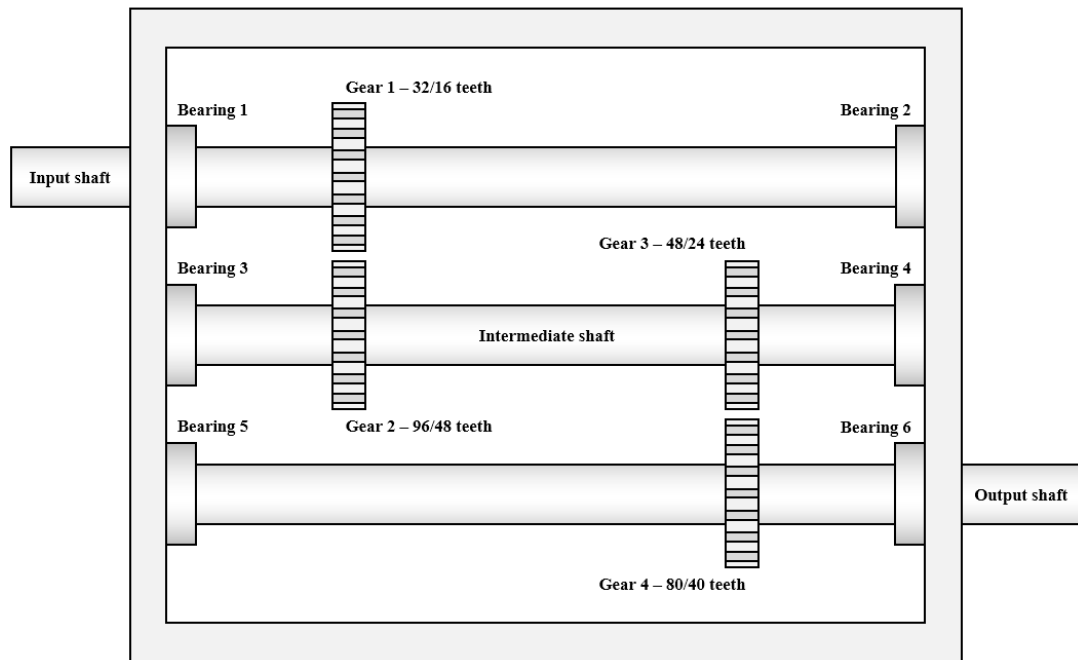 Gear 1 – 32/16 teeth
Bearing 1
Bearing 2
Input shaft
Gear 3 – 48/24 teeth
Bearing 3
Bearing 4
Intermediate shaft
Bearing 5
Gear 2 – 96/48 teeth
Bearing 6
Output shaft
Gear 4 – 80/40 teeth